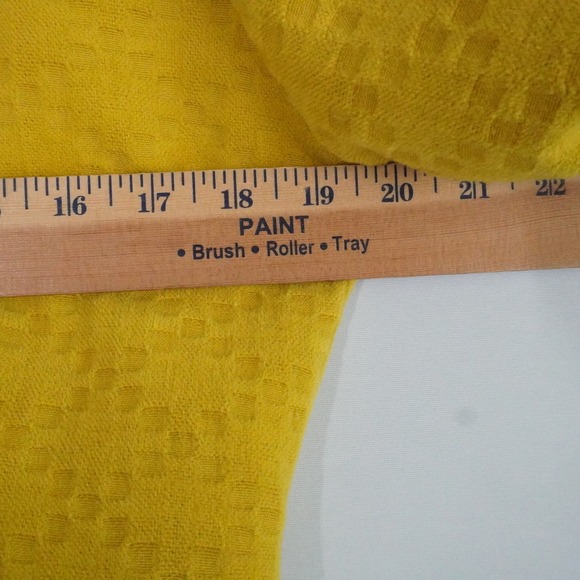 16 17 18 19 20 21 22
PAINT
• Brush • Roller • Tray